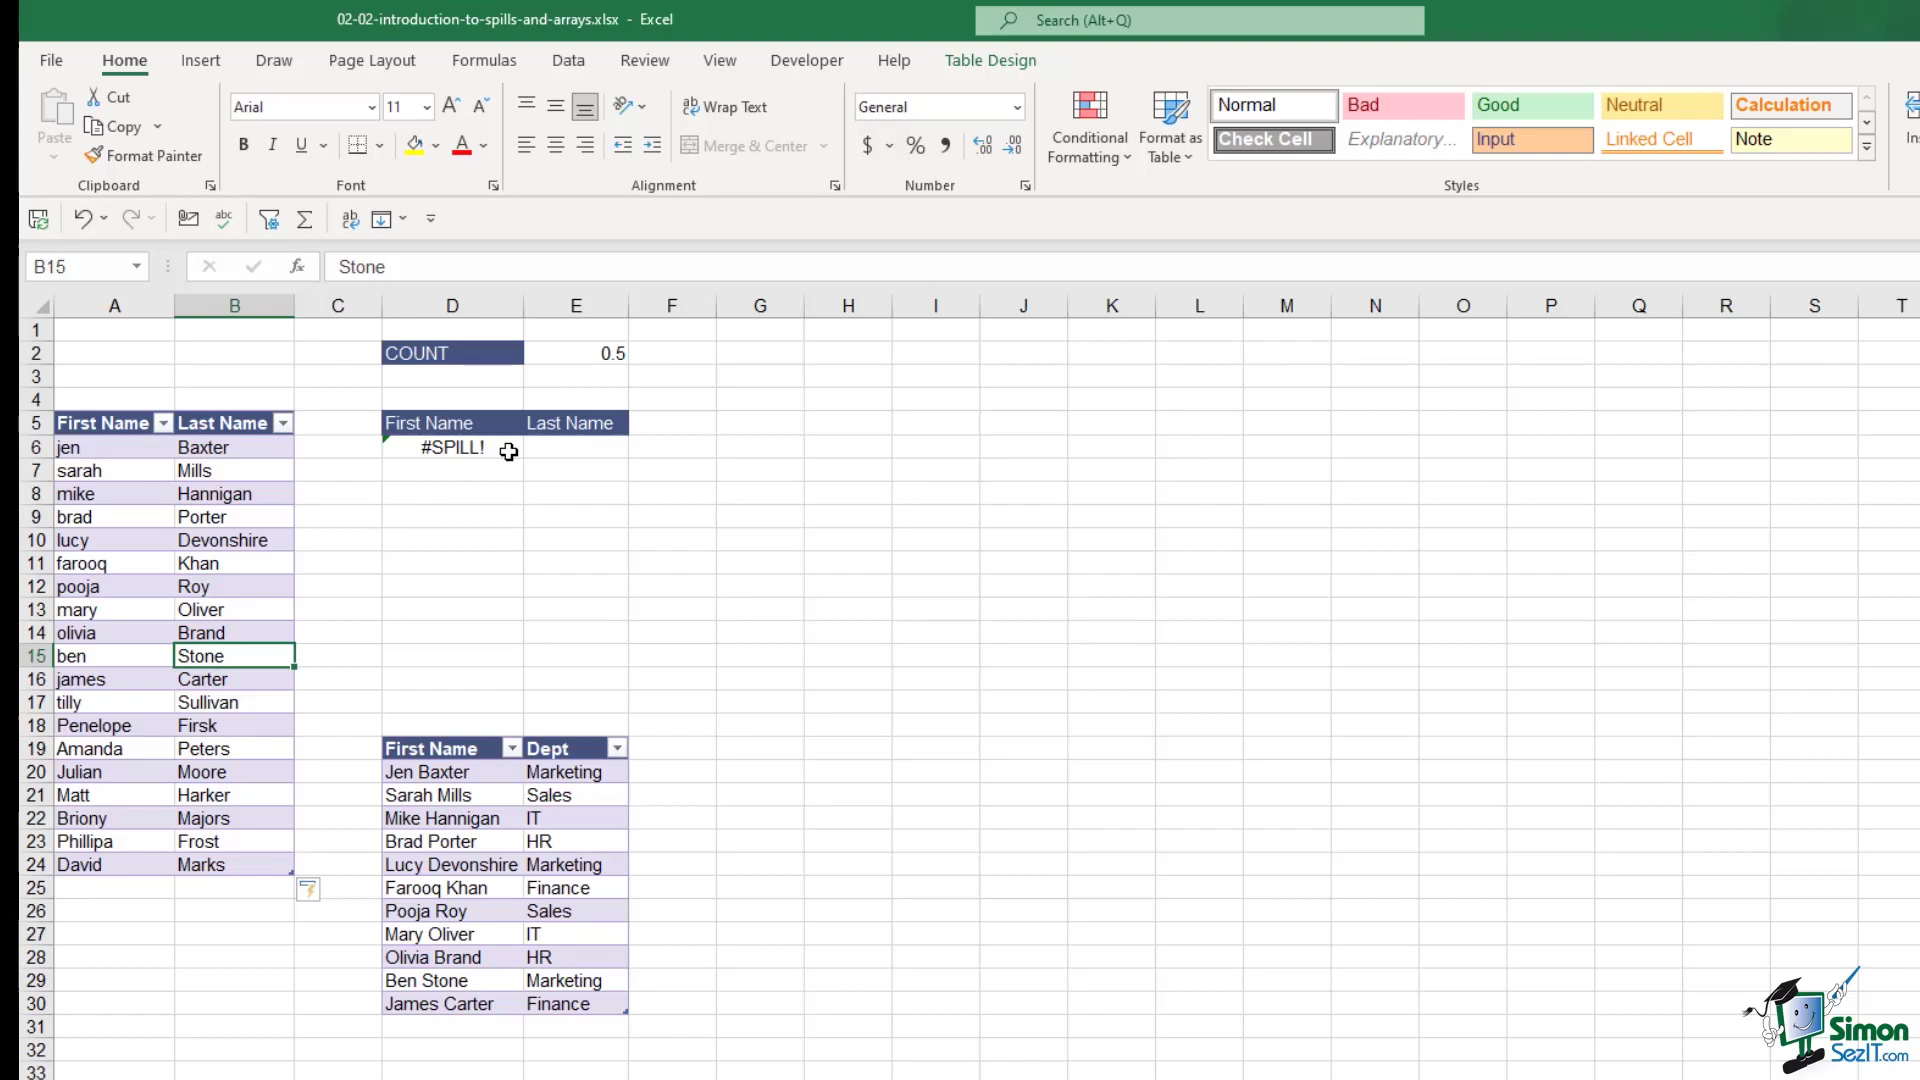 02-02-introduction-to-spills-and-arrays.xlsx - Excel
Search (Alt+Q)
File Home Insert Draw Page Layout Formulas Data Review View Developer Help Table Design
Paste
Cut
Copy
Format Painter
Clipboard
Arial 11
B I U
Font
Wrap Text
Merge & Center
Alignment
General
$ % 9
Number
Conditional Formatting
Format as Table
Normal Bad Good Neutral Calculation
Check Cell Explanatory... Input Linked Cell Note
Styles
B15 fx Stone
A B C D E F G H I J K L M N O P Q R S T
1
2 COUNT 0.5
3
4
5 First Name Last Name First Name Last Name
6 jen Baxter #SPILL!
7 sarah Mills
8 mike Hannigan
9 brad Porter
10 lucy Devonshire
11 farooq Khan
12 pooja Roy
13 mary Oliver
14 olivia Brand
15 ben Stone
16 james Carter
17 tilly Sullivan
18 Penelope Firsk
19 Amanda Peters First Name Dept
20 Julian Moore Jen Baxter Marketing
21 Matt Harker Sarah Mills Sales
22 Briony Majors Mike Hannigan IT
23 Phillipa Frost Brad Porter HR
24 David Marks Lucy Devonshire Marketing
25 Farooq Khan Finance
26 Pooja Roy Sales
27 Mary Oliver IT
28 Olivia Brand HR
29 Ben Stone Marketing
30 James Carter Finance
31
32
33
Simon
SezIT.com